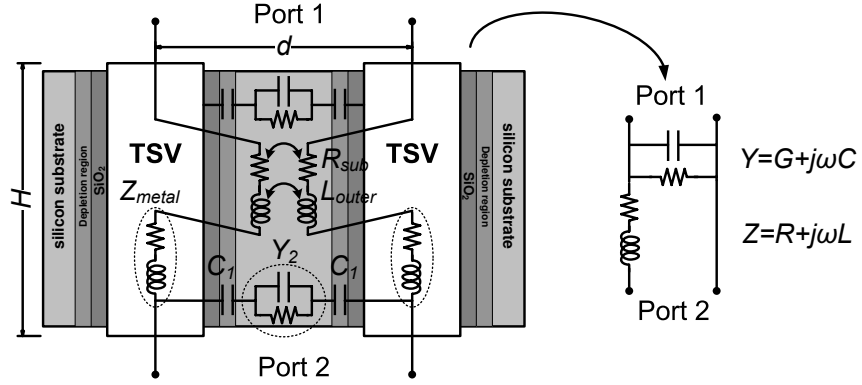 Port 1
d
H
silicon substrate
Depletion region
SiO2
TSV
TSV
SiO2
Depletion region
silicon substrate
Rsub
Zmetal
Louter
Y2
C1
C1
Port 2
Port 1
Y=G+jωC
Z=R+jωL
Port 2